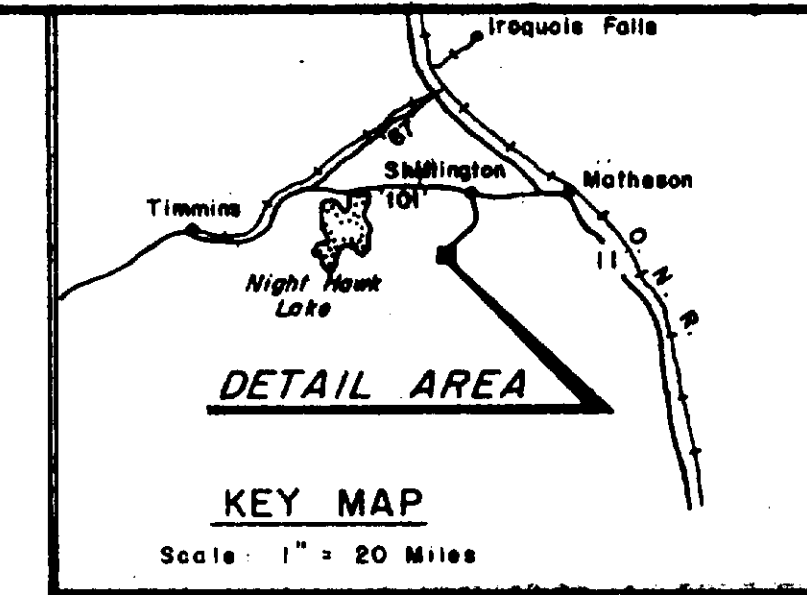 Iroquois Falls
67
Shillington
Matheson
101
Timmins
11
O. N. R.
Night Hawk
Lake
DETAIL AREA
KEY MAP
Scale: 1" = 20 Miles